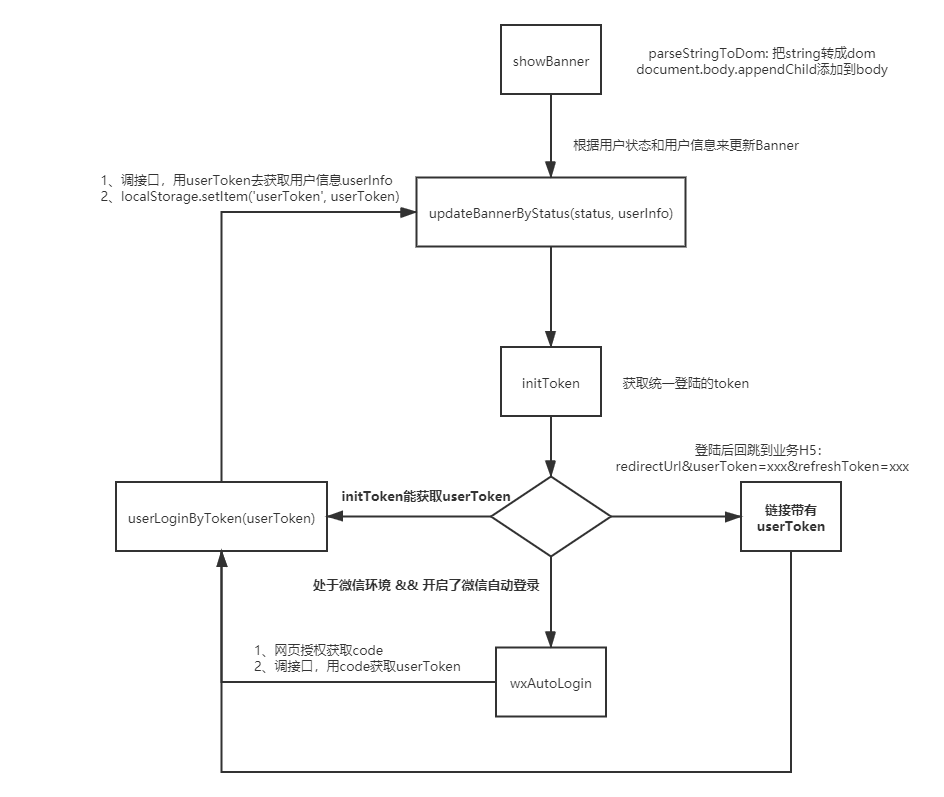 showBanner
parseStringToDom: 把string转成dom
document.body.appendChild添加到body
根据用户状态和用户信息来更新Banner
1、调接口，用userToken去获取用户信息userInfo
2、localStorage.setItem('userToken', userToken)
updateBannerByStatus(status, userInfo)
initToken
获取统一登陆的token
登陆后回跳到业务H5：
redirectUrl&userToken=xxx&refreshToken=xxx
initToken能获取userToken
userLoginByToken(userToken)
链接带有
userToken
处于微信环境 && 开启了微信自动登录
1、网页授权获取code
2、调接口，用code获取userToken
wxAutoLogin